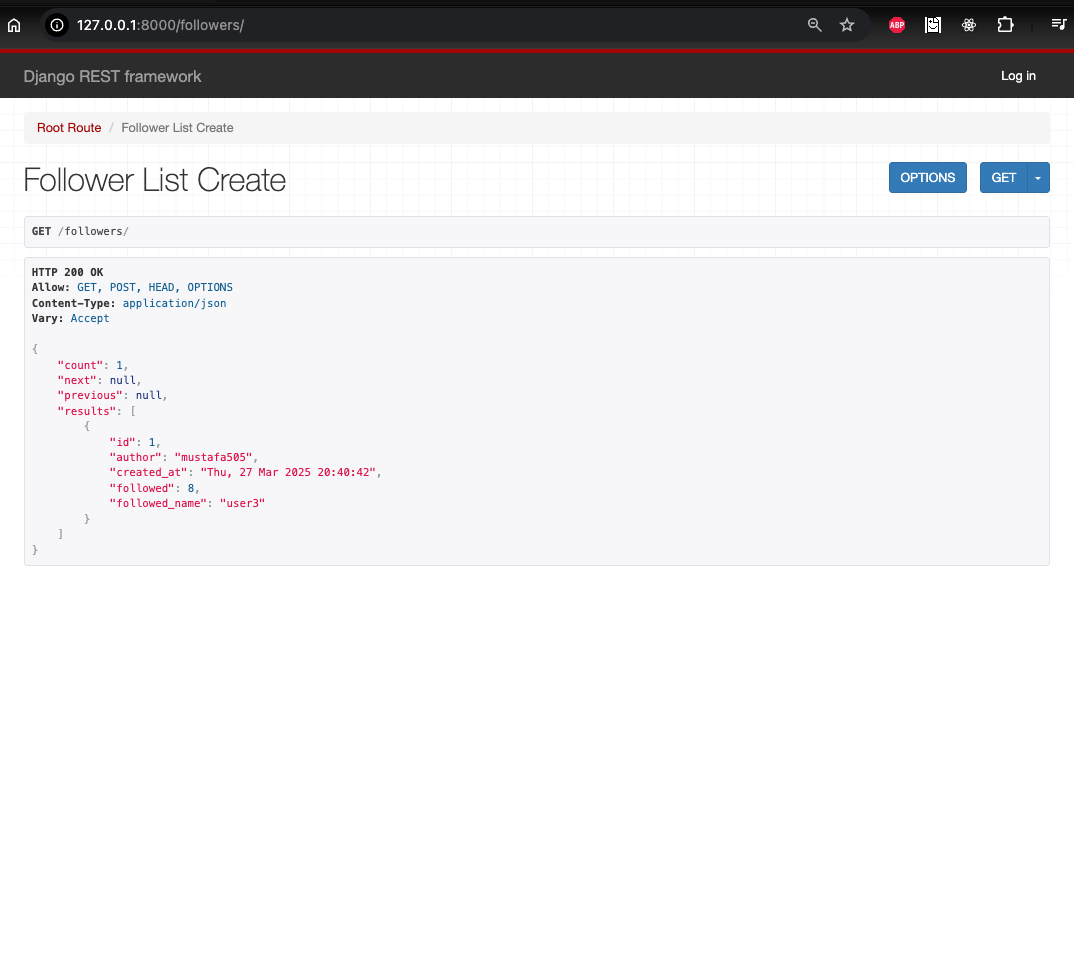 127.0.0.1:8000/followers/
ABP
Django REST framework
Log in
Root Route / Follower List Create
Follower List Create
OPTIONS
GET
GET /followers/
HTTP 200 OK
Allow: GET, POST, HEAD, OPTIONS
Content-Type: application/json
Vary: Accept
{
    "count": 1,
    "next": null,
    "previous": null,
    "results": [
        {
            "id": 1,
            "author": "mustafa505",
            "created_at": "Thu, 27 Mar 2025 20:40:42",
            "followed": 8,
            "followed_name": "user3"
        }
    ]
}